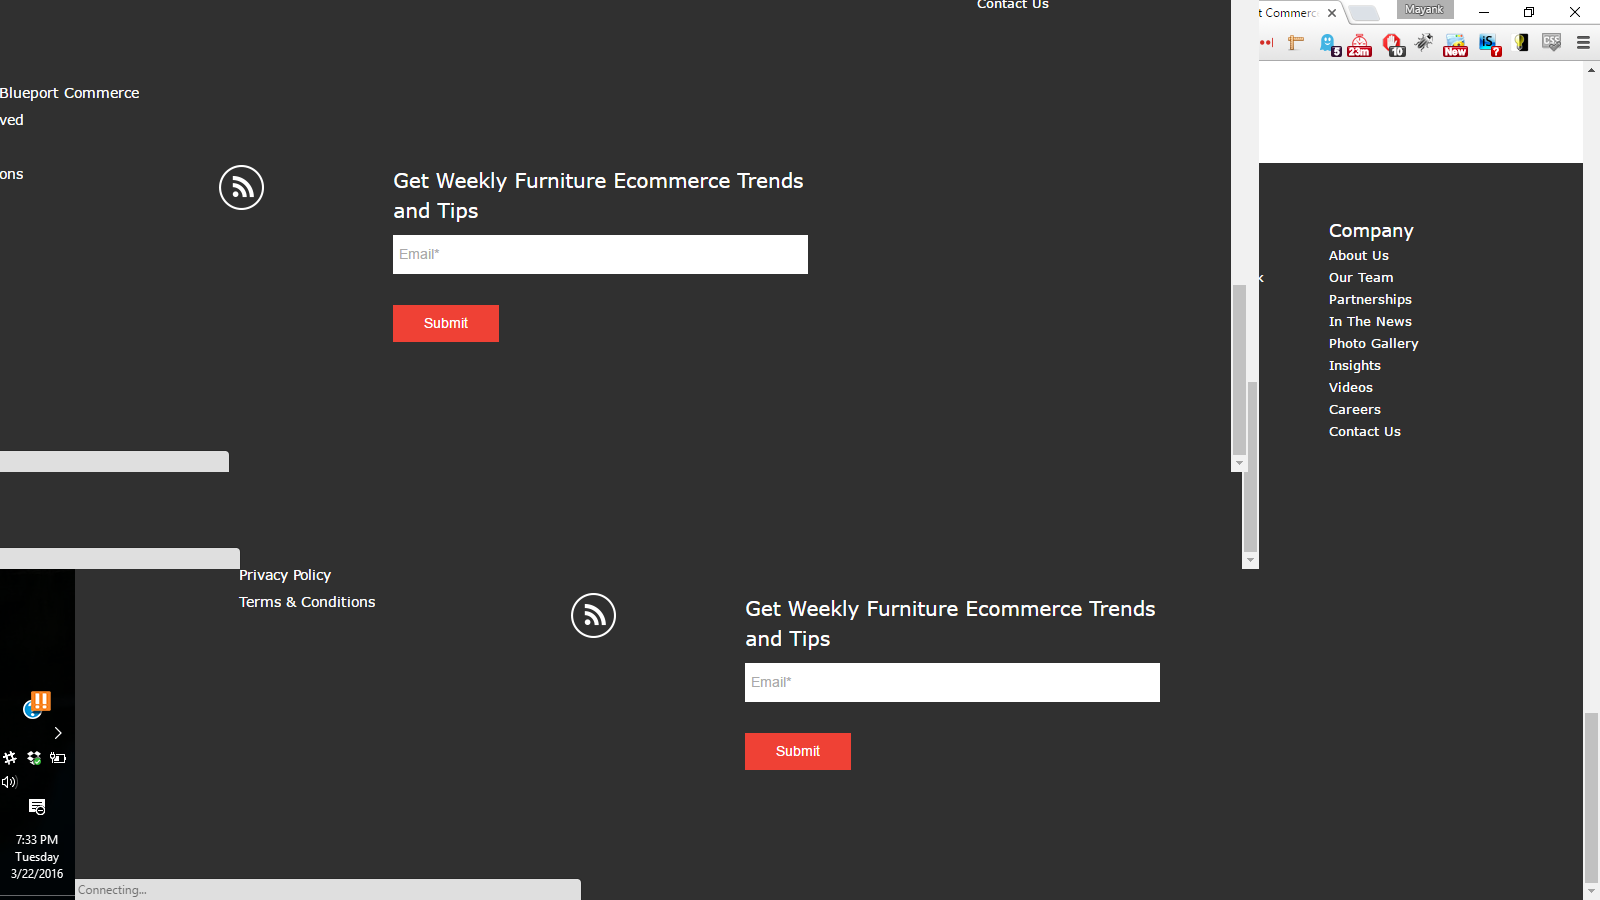 Contact Us
t Commerc
Mayank
5
23m
10
New
iS
?
CSS
Blueport Commerce
ved
ons
Get Weekly Furniture Ecommerce Trends
and Tips
Email*
Submit
k
Company
About Us
Our Team
Partnerships
In The News
Photo Gallery
Insights
Videos
Careers
Contact Us
Privacy Policy
Terms & Conditions
Get Weekly Furniture Ecommerce Trends
and Tips
Email*
Submit
7:33 PM
Tuesday
3/22/2016
Connecting...